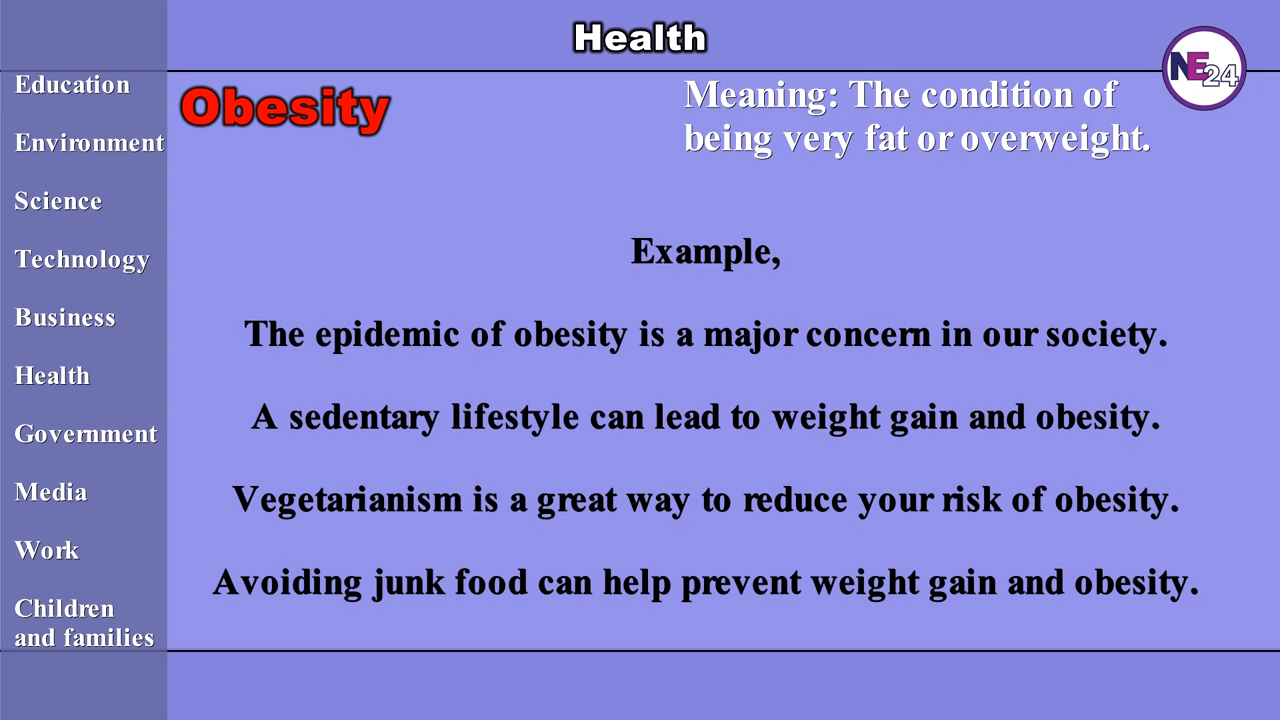 Health
NE24
Education
Environment
Science
Technology
Business
Health
Government
Media
Work
Children
and families
Obesity
Meaning: The condition of
being very fat or overweight.
Example,
The epidemic of obesity is a major concern in our society.
A sedentary lifestyle can lead to weight gain and obesity.
Vegetarianism is a great way to reduce your risk of obesity.
Avoiding junk food can help prevent weight gain and obesity.